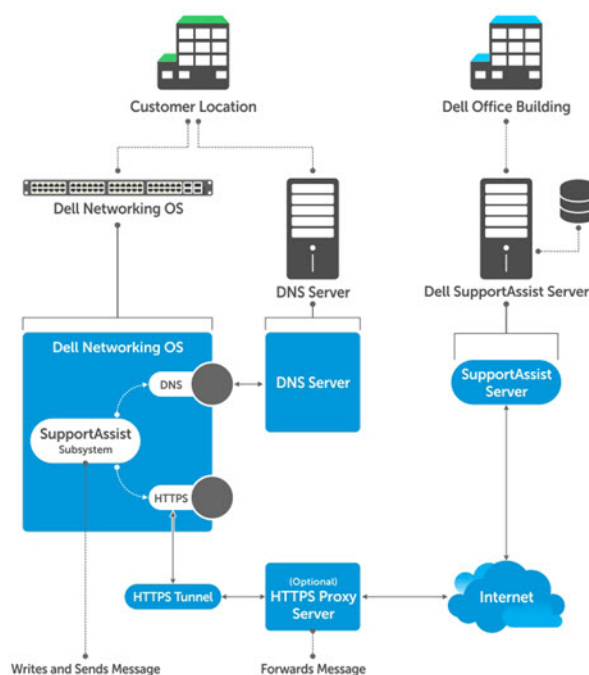 Customer Location
Dell Office Building
Dell Networking OS
DNS Server
Dell SupportAssist Server
Dell Networking OS
DNS
DNS Server
SupportAssist
Server
SupportAssist
Subsystem
HTTPS
HTTPS Tunnel
(Optional)
HTTPS Proxy
Server
Internet
Writes and Sends Message
Forwards Message